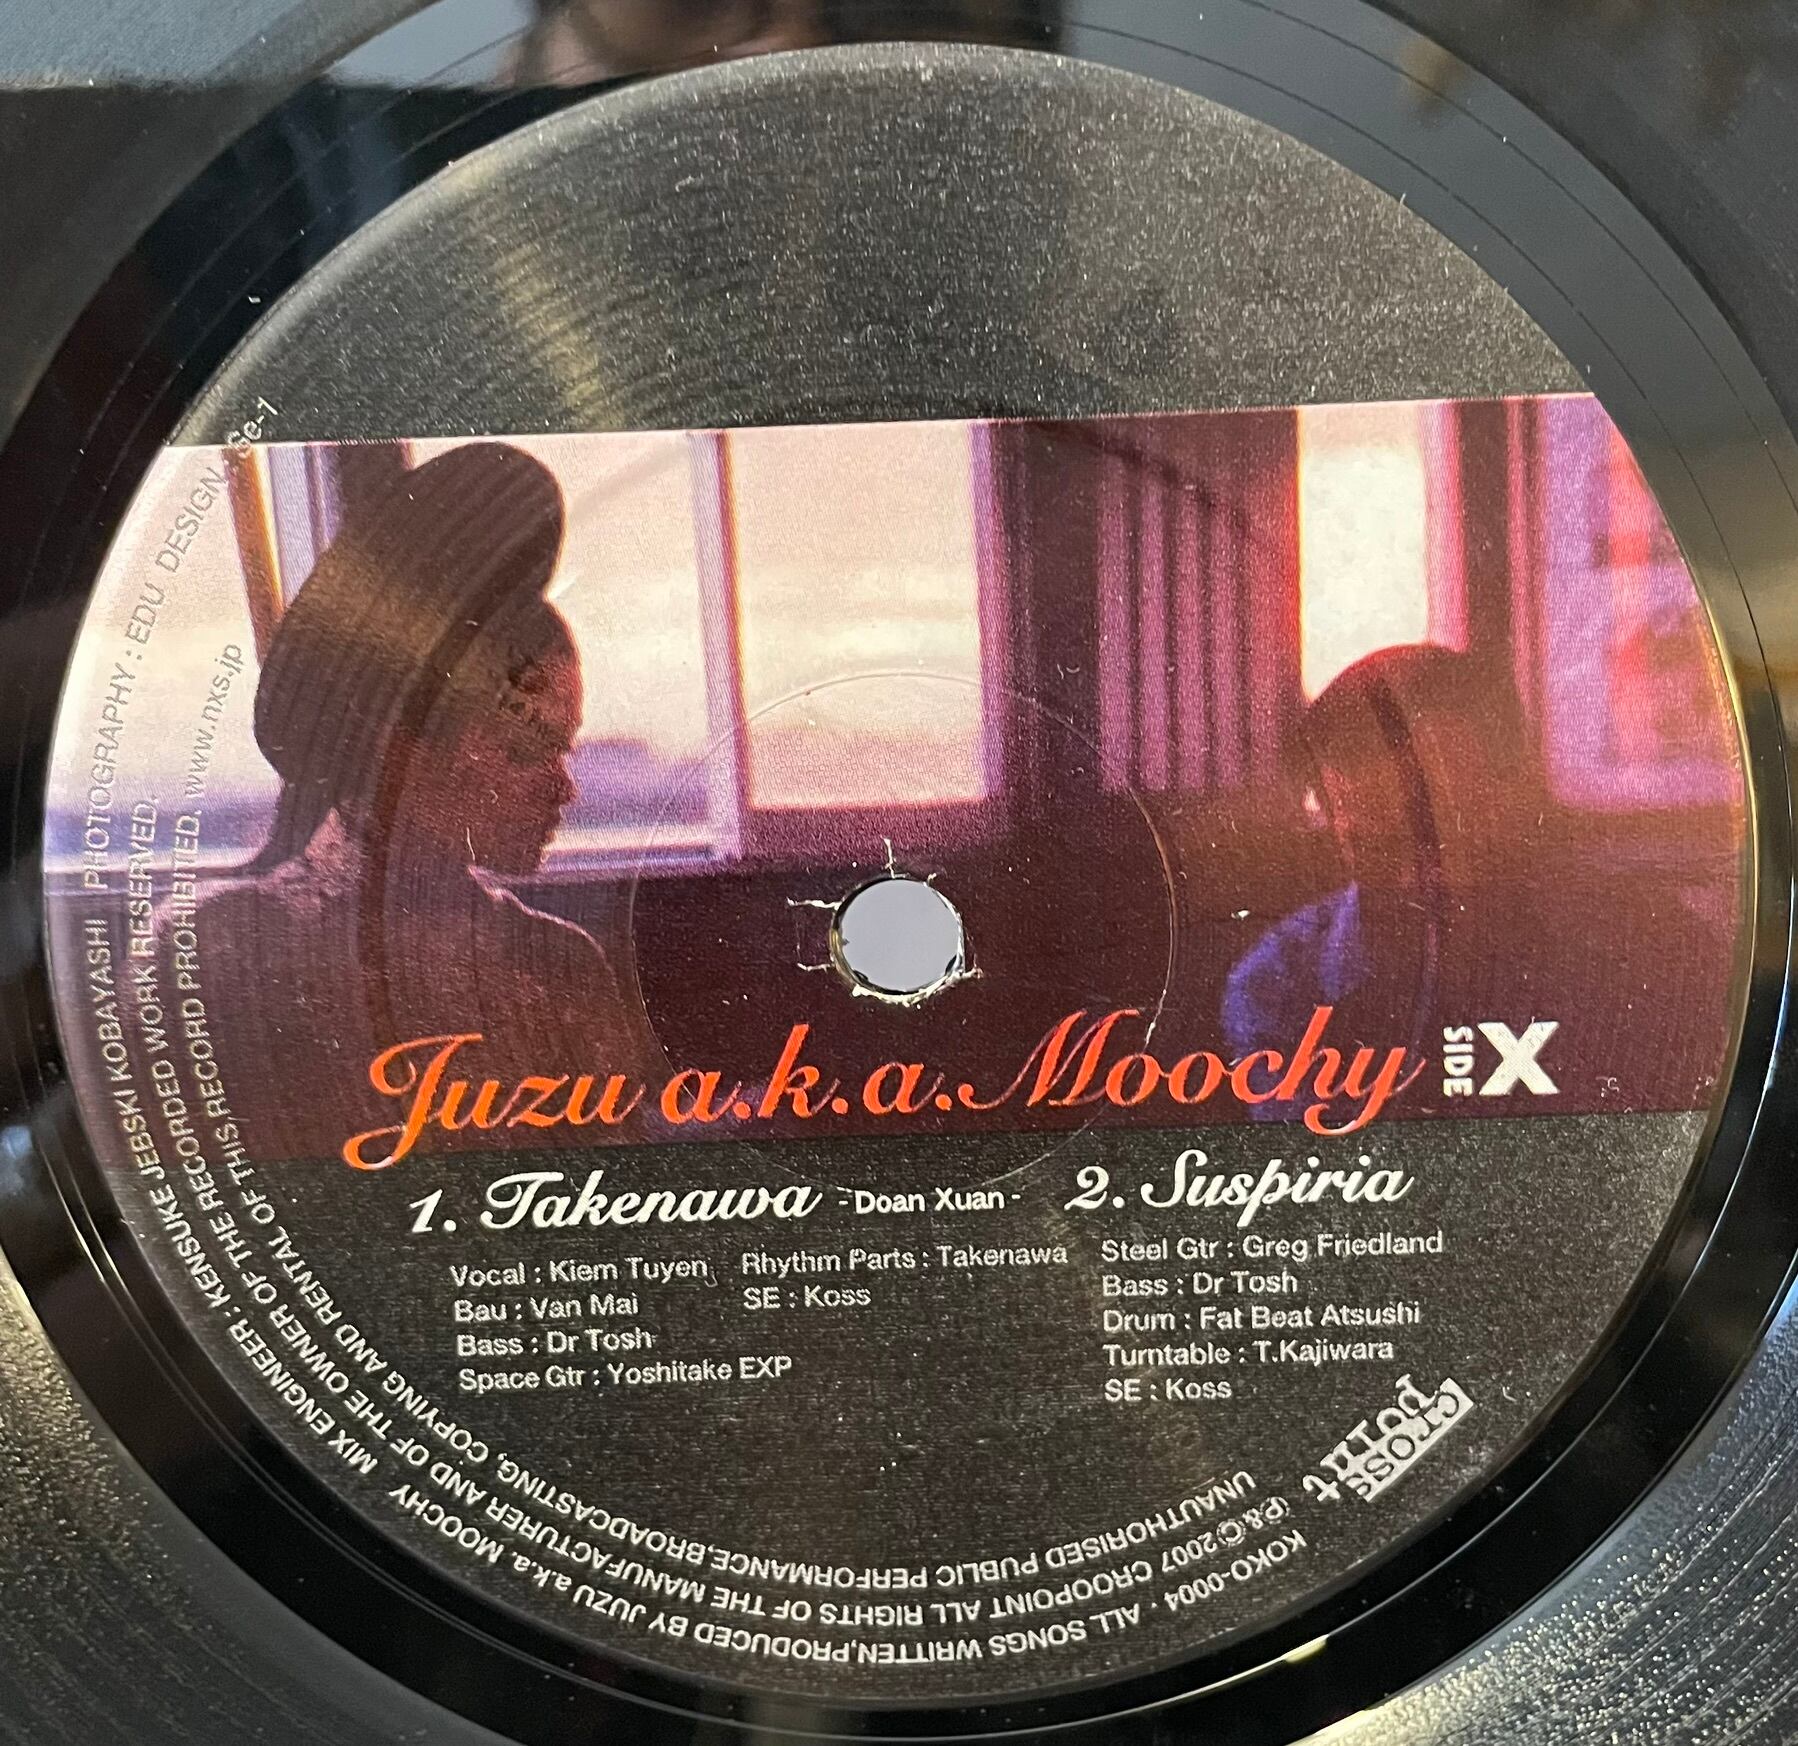 Juzu a.k.a. Moochy
SIDE X
1. Takenawa -Doan Xuan-
Vocal : Kiem Tuyen
Bau : Van Mai
Bass : Dr Tosh
Space Gtr : Yoshitake EXP
Rhythm Parts : Takenawa
SE : Koss
2. Suspiria
Steel Gtr : Greg Friedland
Bass : Dr Tosh
Drum : Fat Beat Atsushi
Turntable : T.Kajiwara
SE : Koss
cross
point
KOKO-0004 · ALL SONGS WRITTEN,PRODUCED BY JUZU a.k.a. MOOCHY MIX ENGINEER : KENSUKE JEBSKI KOBAYASHI PHOTOGRAPHY : EDU DESIGN
(P.&©2007 CROOPOINT ALL RIGHTS OF THE MANUFACTURER AND OF THE OWNER OF THE RECORDED WORK RESERVED.
UNAUTHORISED PUBLIC PERFORMANCE,BROADCASTING, COPYING AND RENTAL OF THIS RECORD PROHIBITED. www.nxs.jp